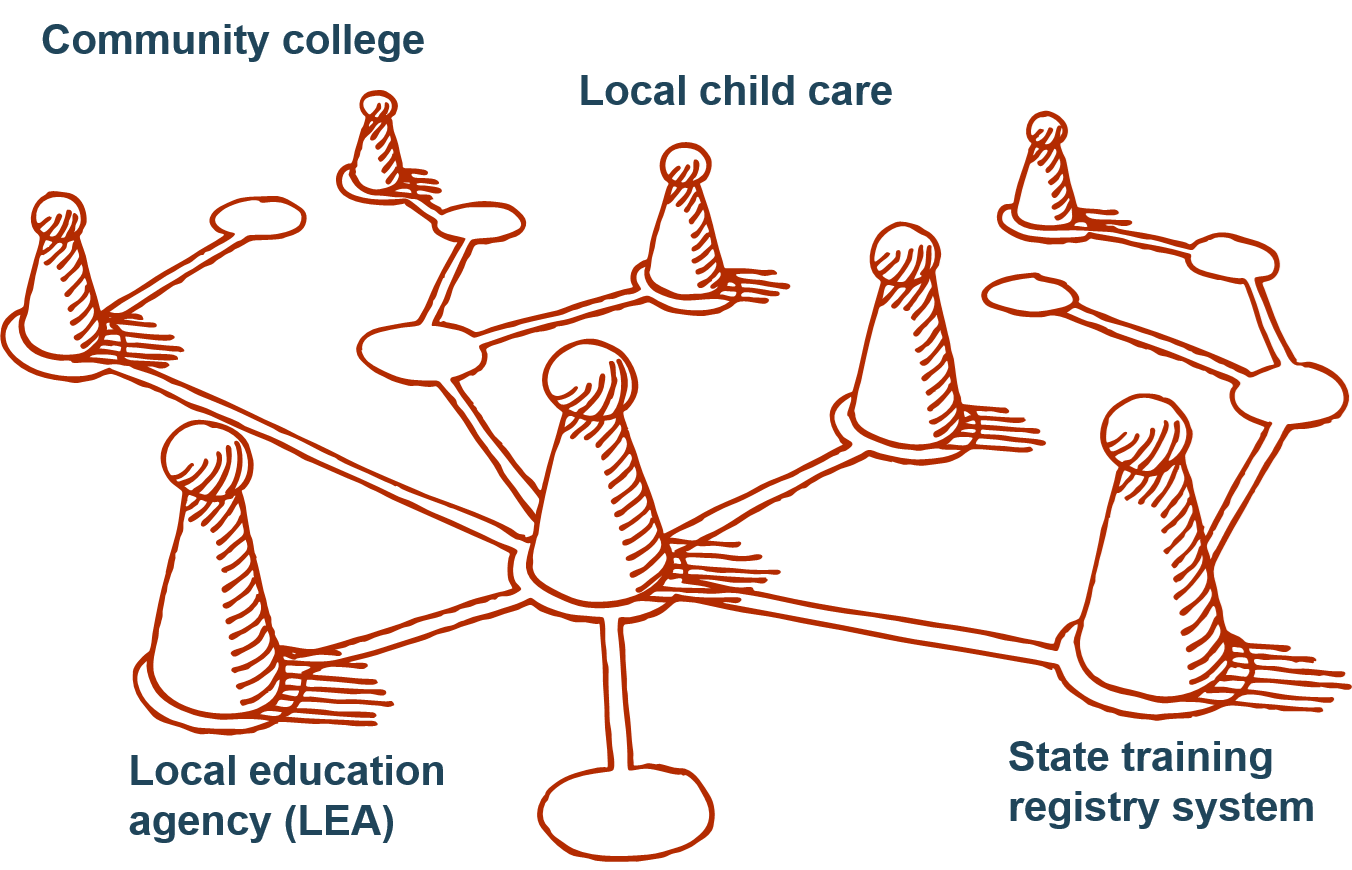 Community college
Local child care
Local education
agency (LEA)
State training
registry system